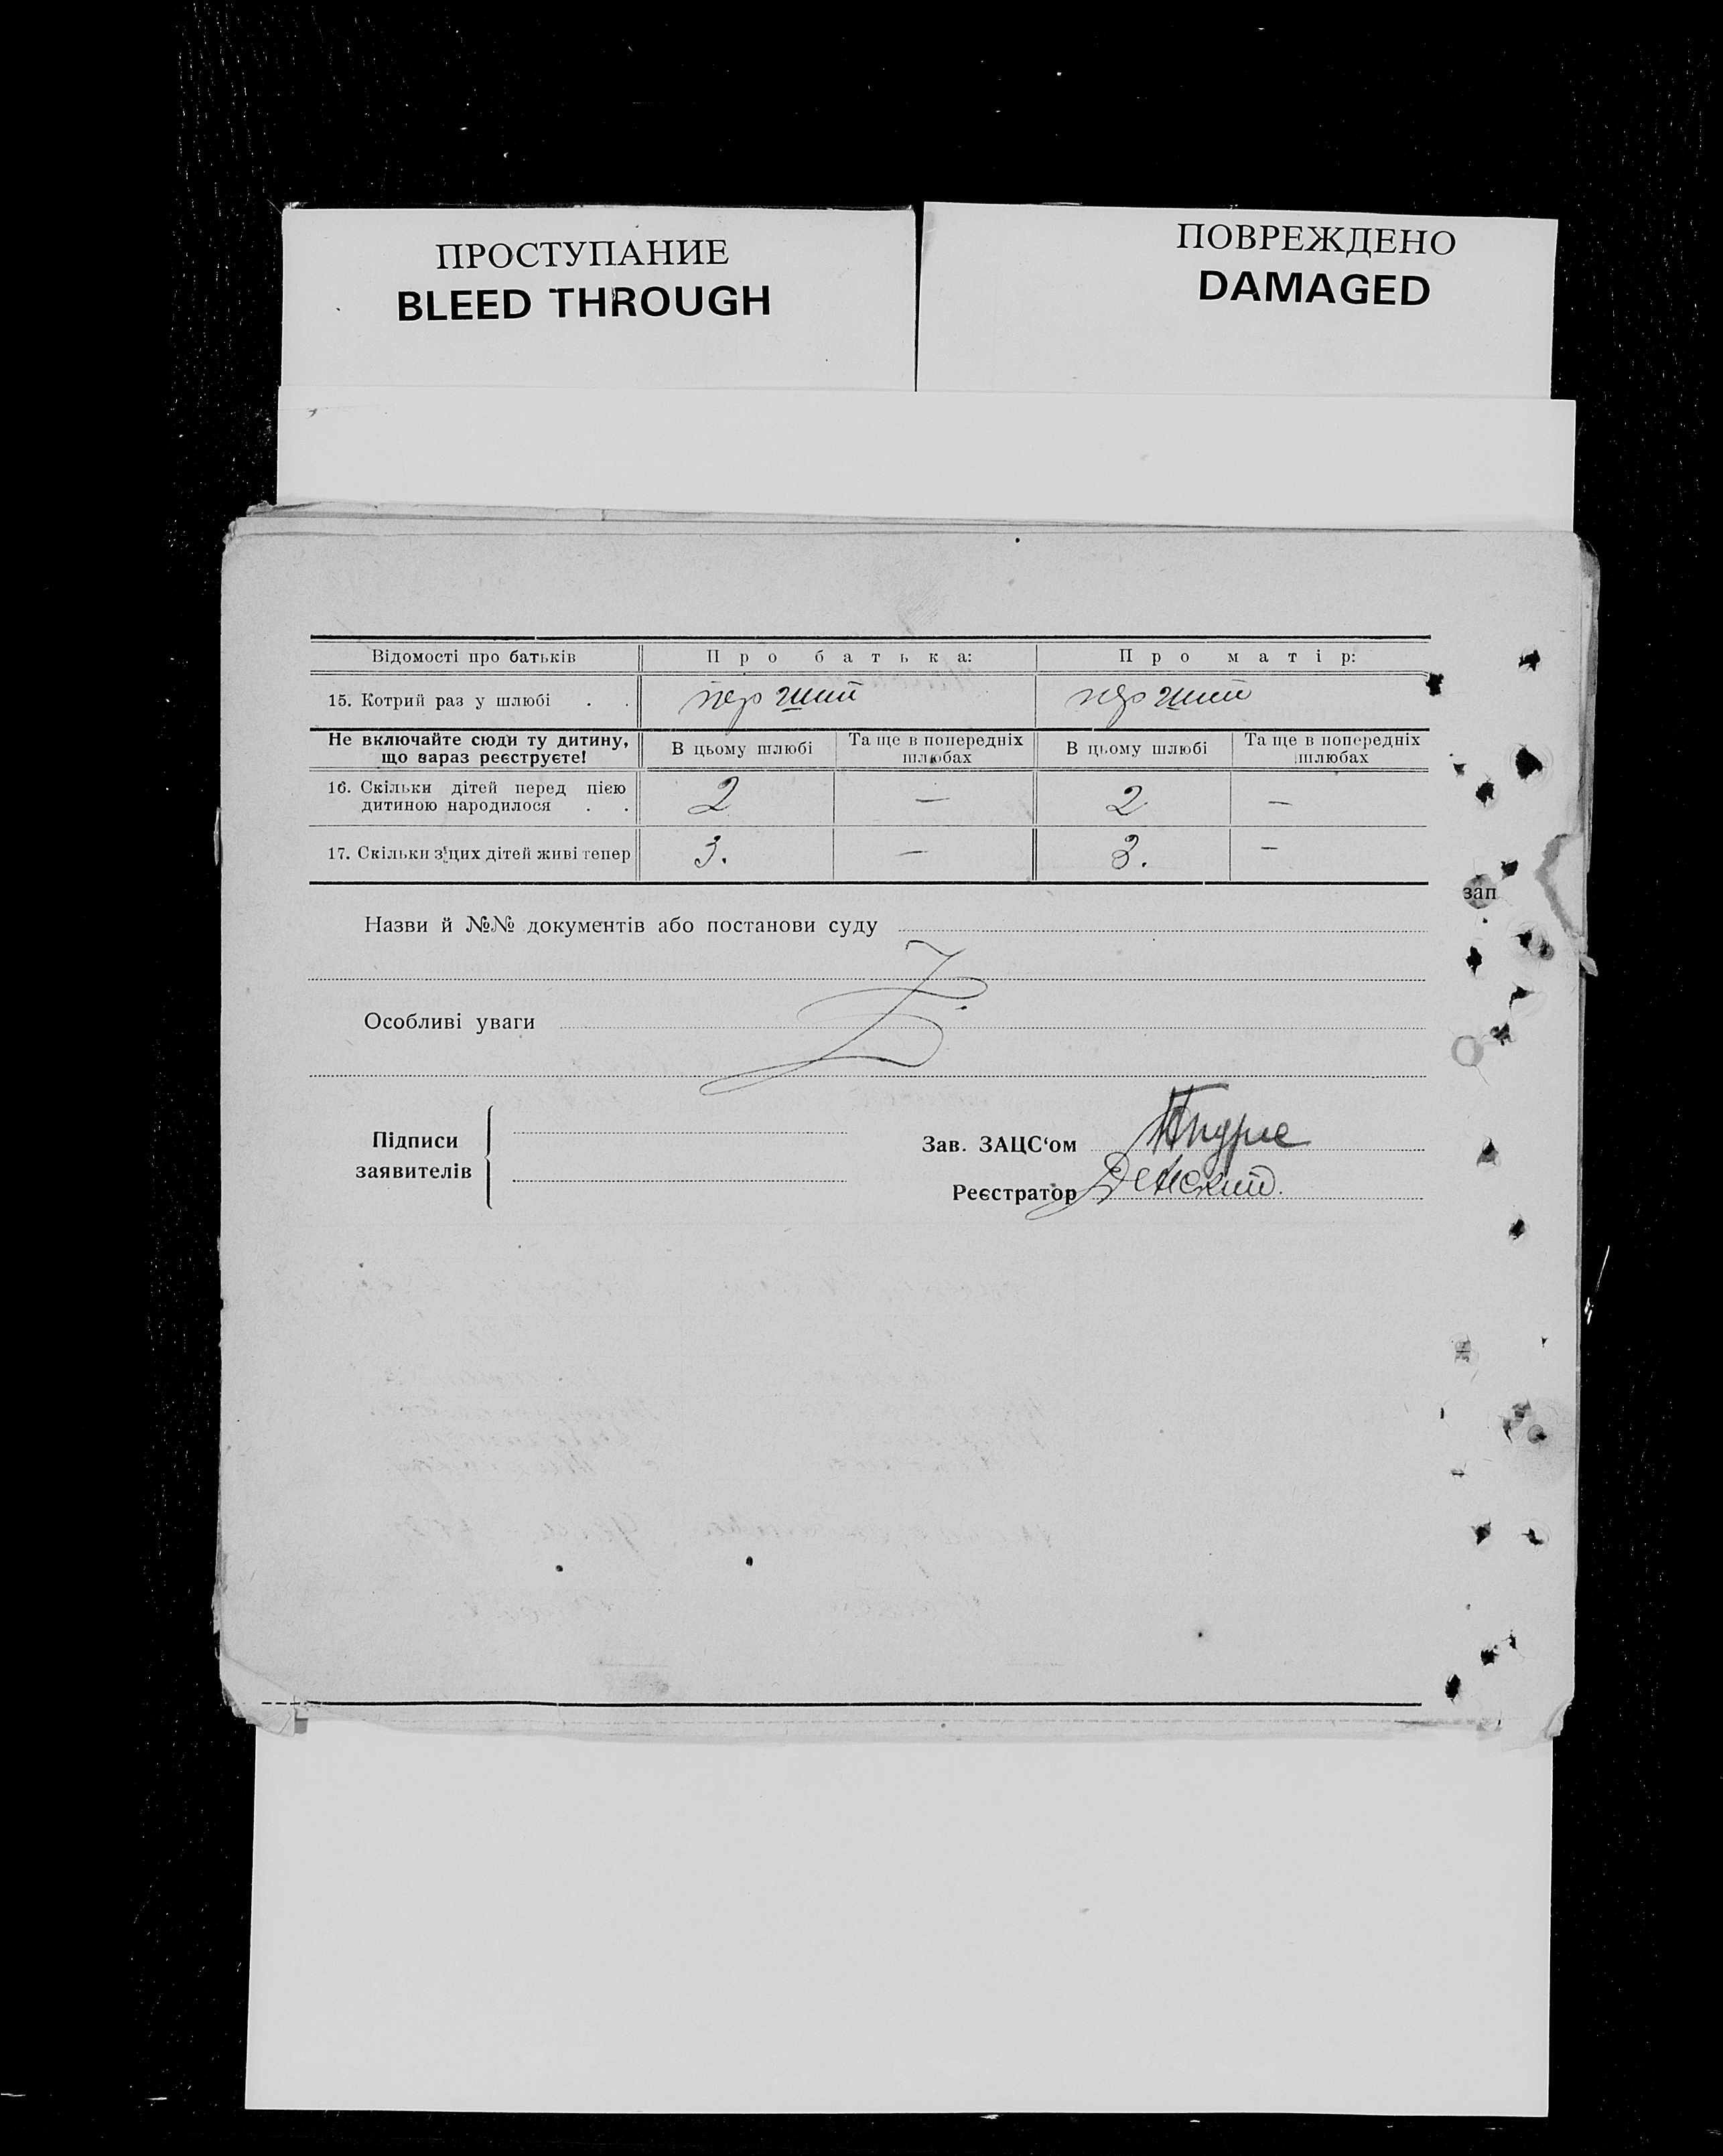 ПРОСТУПАНИЕ
BLEED THROUGH
ПОВРЕЖДЕНО
DAMAGED
Відомості про батьків Про батька: Про матір:
15. Котрий раз у шлюбі . . перший перший
Не включайте сюди ту дитину, що зараз реєструєте! В цьому шлюбі Та ще в попередніх шлюбах В цьому шлюбі Та ще в попередніх шлюбах
16. Скільки дітей перед цією дитиною народилося . . 2 — 2 —
17. Скільки з цих дітей живі тепер 3. — 3. —
зап
Назви й №№ документів або постанови суду
Особливі уваги
Підписи заявителів
Зав. ЗАЦС‘ом
Реєстратор